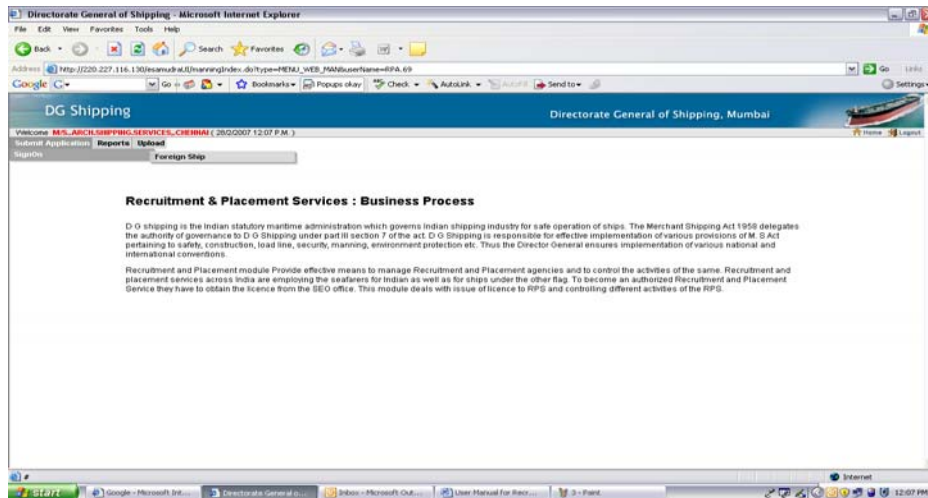 Directorate General of Shipping - Microsoft Internet Explorer
File Edit View Favorites Tools Help
Back Search Favorites
Address http://220.227.116.130/esamudraUI/manningIndex.do?type=MENU_WEB_MAN&userName=RPA.69 Go Links
Google Go Bookmarks Popups okay Check AutoLink AutoFill Send to Settings
DG Shipping Directorate General of Shipping, Mumbai
Welcome M/S..ARCH.SHIPPING.SERVICES,.CHENNAI ( 28/2/2007 12:07 P.M. ) Home Logout
Submit Application Reports Upload
SignOn Foreign Ship
Recruitment & Placement Services : Business Process
D G shipping is the Indian statutory maritime administration which governs Indian shipping industry for safe operation of ships. The Merchant Shipping Act 1958 delegates
the authority of governance to D G Shipping under part III section 7 of the act. D G Shipping is responsible for effective implementation of various provisions of M. S Act
pertaining to safety, construction, load line, security, manning, environment protection etc. Thus the Director General ensures implementation of various national and
international conventions.
Recruitment and Placement module Provide effective means to manage Recruitment and Placement agencies and to control the activities of the same. Recruitment and
placement services across India are employing the seafarers for Indian as well as for ships under the other flag. To become an authorized Recruitment and Placement
Service they have to obtain the licence from the SEO office. This module deals with issue of licence to RPS and controlling different activities of the RPS.
# Internet
start Google - Microsoft Int... Directorate General o... Inbox - Microsoft Out... User Manual for Recr... 3 - Paint 12:07 PM